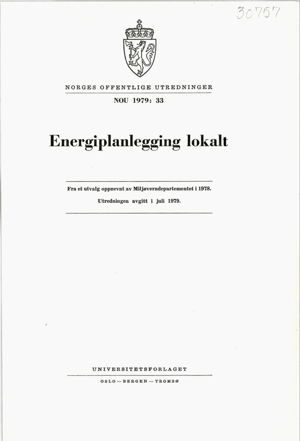 30757
NORGES OFFENTLIGE UTREDNINGER
NOU 1979: 33
Energiplanlegging lokalt
Fra et utvalg oppnevnt av Miljøverndepartementet i 1978.
Utredningen avgitt i juli 1979.
UNIVERSITETSFORLAGET
OSLO — BERGEN — TROMSØ